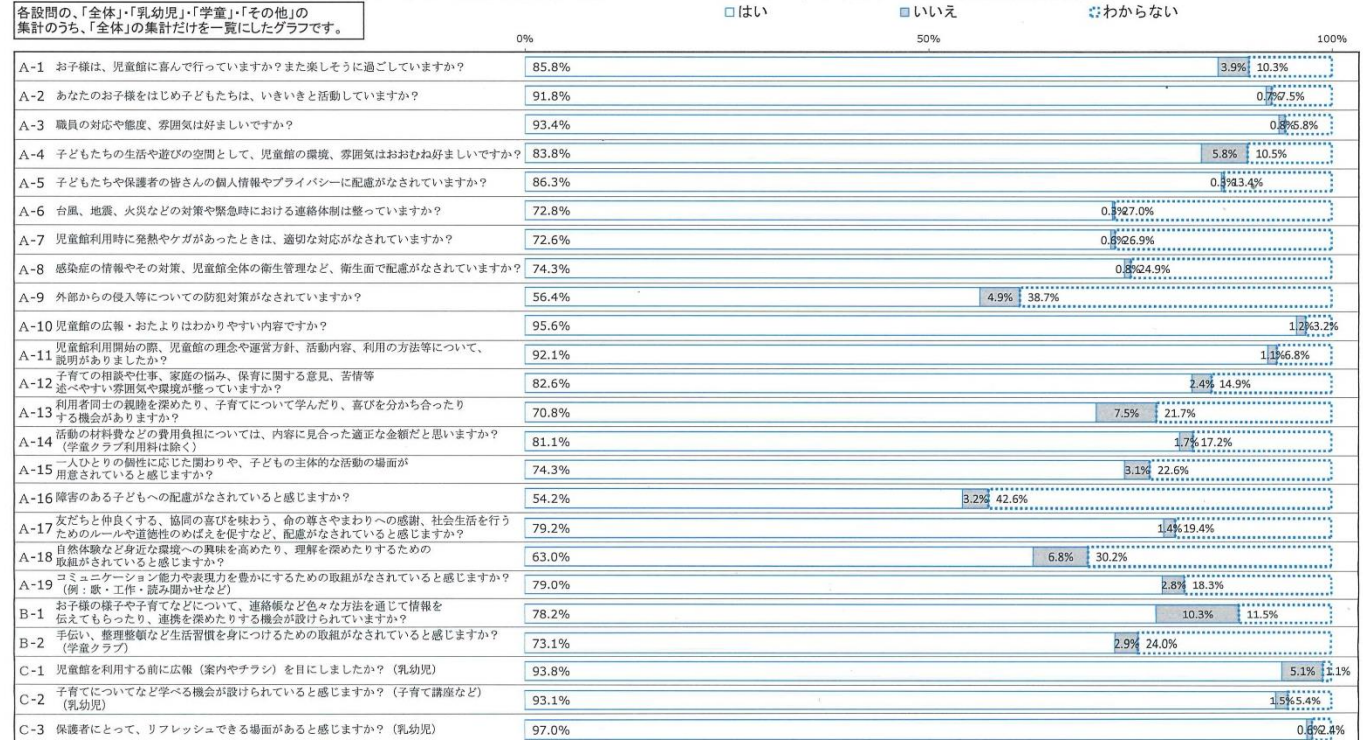 各設問の、「全体」・「乳幼児」・「学童」・「その他」の
集計のうち、「全体」の集計だけを一覧にしたグラフです。
はい いいえ わからない
0% 50% 100%
A-1 お子様は、児童館に喜んで行っていますか？また楽しそうに過ごしていますか？ 85.8% 3.9% 10.3%
A-2 あなたのお子様をはじめ子どもたちは、いきいきと活動していますか？ 91.8% 0.7% 7.5%
A-3 職員の対応や態度、雰囲気は好ましいですか？ 93.4% 0.8% 5.8%
A-4 子どもたちの生活や遊びの空間として、児童館の環境、雰囲気はおおむね好ましいですか？ 83.8% 5.8% 10.5%
A-5 子どもたちや保護者の皆さんの個人情報やプライバシーに配慮がなされていますか？ 86.3% 0.3% 13.4%
A-6 台風、地震、火災などの対策や緊急時における連絡体制は整っていますか？ 72.8% 0.3% 27.0%
A-7 児童館利用時に発熱やケガがあったときは、適切な対応がなされていますか？ 72.6% 0.6% 26.9%
A-8 感染症の情報やその対策、児童館全体の衛生管理など、衛生面で配慮がなされていますか？ 74.3% 0.8% 24.9%
A-9 外部からの侵入等についての防犯対策がなされていますか？ 56.4% 4.9% 38.7%
A-10 児童館の広報・おたよりはわかりやすい内容ですか？ 95.6% 1.2% 3.2%
A-11 児童館利用開始の際、児童館の理念や運営方針、活動内容、利用の方法等について、
説明がありましたか？ 92.1% 1.1% 6.8%
A-12 子育ての相談や仕事、家庭の悩み、保育に関する意見、苦情等
述べやすい雰囲気や環境が整っていますか？ 82.6% 2.4% 14.9%
A-13 利用者同士の親睦を深めたり、子育てについて学んだり、喜びを分かち合ったり
する機会がありますか？ 70.8% 7.5% 21.7%
A-14 活動の材料費などの費用負担については、内容に見合った適正な金額だと思いますか？
（学童クラブ利用料は除く） 81.1% 1.7% 17.2%
A-15 一人ひとりの個性に応じた関わりや、子どもの主体的な活動の場面が
用意されていると感じますか？ 74.3% 3.1% 22.6%
A-16 障害のある子どもへの配慮がなされていると感じますか？ 54.2% 3.2% 42.6%
A-17 友だちと仲良くする、協同の喜びを味わう、命の尊さやまわりへの感謝、社会生活を行う
ためのルールや道徳性のめばえを促すなど、配慮がなされていると感じますか？ 79.2% 1.4% 19.4%
A-18 自然体験など身近な環境への興味を高めたり、理解を深めたりするための
取組がされていると感じますか？ 63.0% 6.8% 30.2%
A-19 コミュニケーション能力や表現力を豊かにするための取組がなされていると感じますか？
（例：歌・工作・読み聞かせなど） 79.0% 2.8% 18.3%
B-1 お子様の様子や子育てなどについて、連絡帳など色々な方法を通じて情報を
伝えてもらったり、連携を深めたりする機会が設けられていますか？ 78.2% 10.3% 11.5%
B-2 手伝い、整理整頓など生活習慣を身につけるための取組がなされていると感じますか？
（学童クラブ） 73.1% 2.9% 24.0%
C-1 児童館を利用する前に広報（案内やチラシ）を目にしましたか？（乳幼児） 93.8% 5.1% 1.1%
C-2 子育てについてなど学べる機会が設けられていると感じますか？（子育て講座など）
（乳幼児） 93.1% 1.5% 5.4%
C-3 保護者にとって、リフレッシュできる場面があると感じますか？（乳幼児） 97.0% 0.6% 2.4%